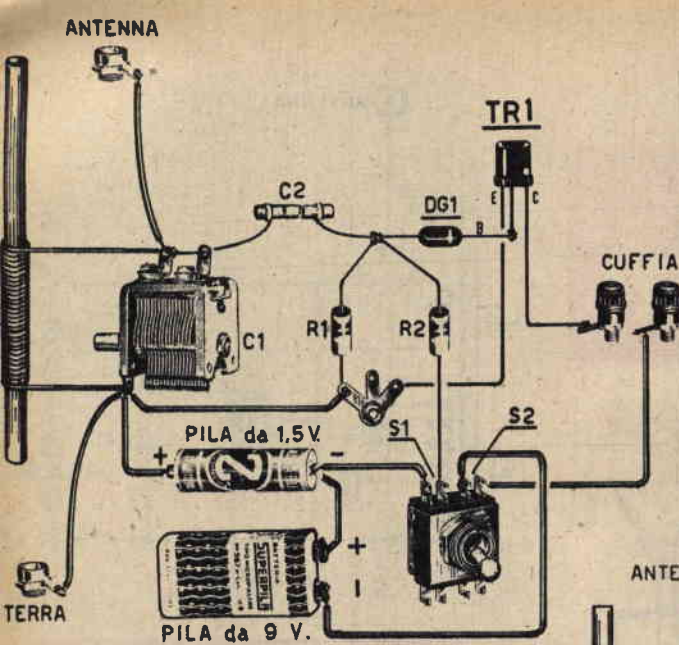 ANTENNA
TR1
C2
DG1
E
B
C
CUFFIA
C1
R1
R2
S1
S2
PILA da 1,5 V.
+
-
2
+
-
SUPERPILA
PILA da 9 V.
TERRA
ANTE